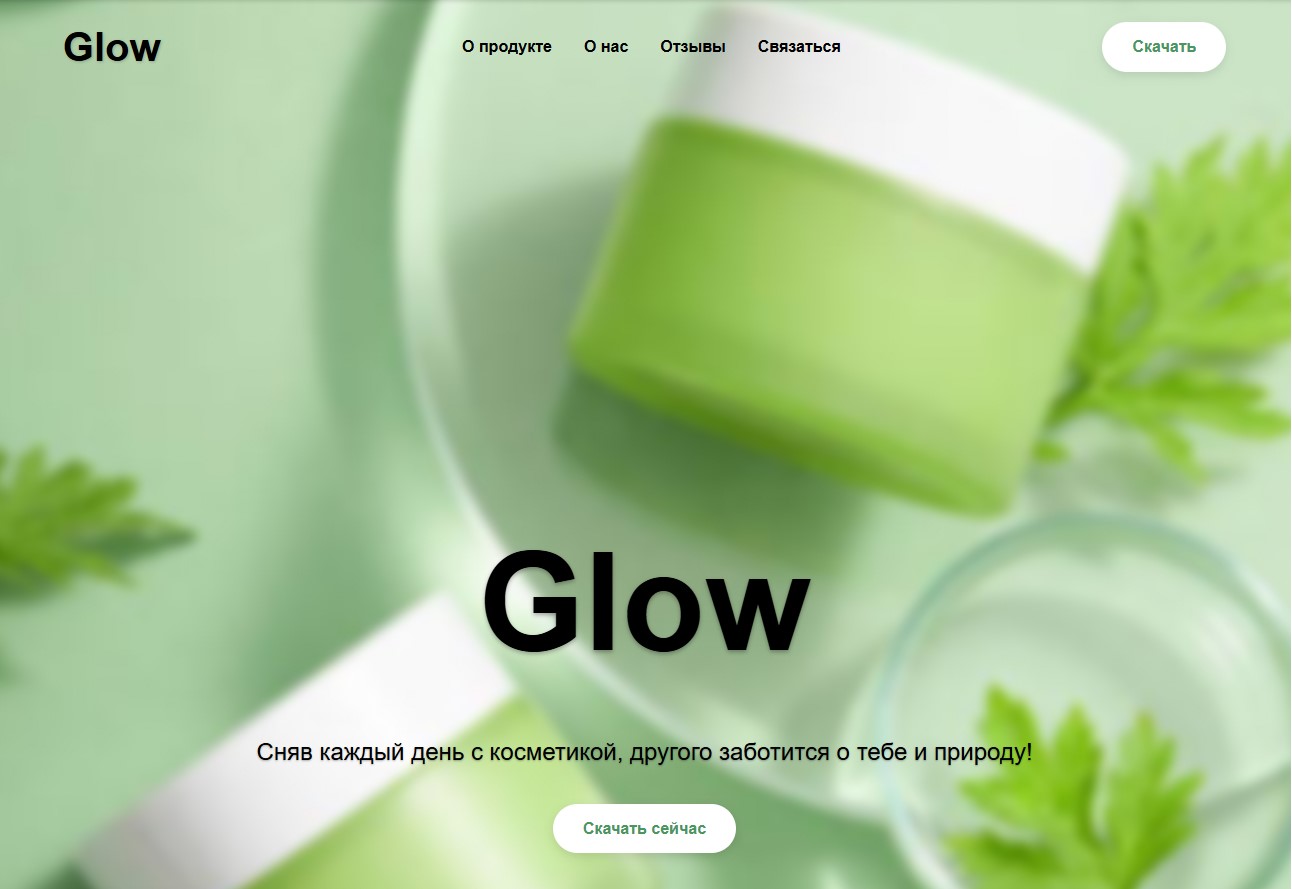 Glow
О продукте
О нас
Отзывы
Связаться
Скачать
Glow
Сняв каждый день с косметикой, другого заботится о тебе и природу!
Скачать сейчас